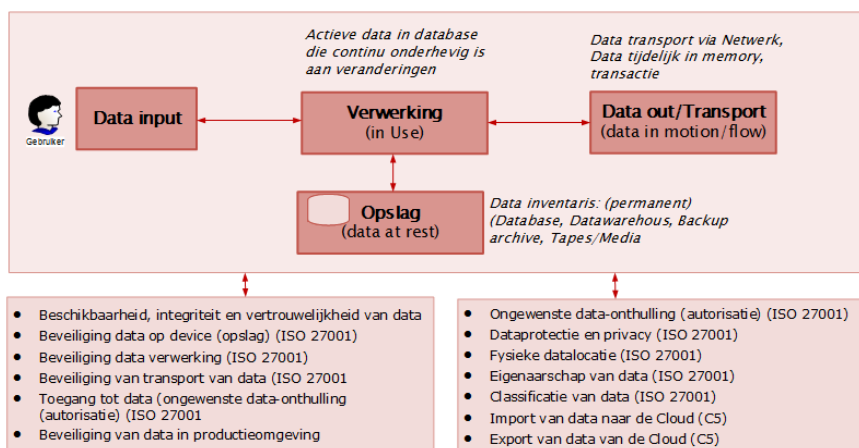 Actieve data in database
die continu onderhevig is
aan veranderingen
Data transport via Netwerk,
Data tijdelijk in memory,
transactie
Gebruiker
Data input
Verwerking
(in Use)
Data out/Transport
(data in motion/flow)
Opslag
(data at rest)
Data inventaris: (permanent)
(Database, Datawarehous, Backup
archive, Tapes/Media
• Beschikbaarheid, integriteit en vertrouwelijkheid van data
• Beveiliging data op device (opslag) (ISO 27001)
• Beveiliging data verwerking (ISO 27001)
• Beveiliging van transport van data (ISO 27001
• Toegang tot data (ongewenste data-onthulling
(autorisatie) (ISO 27001
• Beveiliging van data in productieomgeving
• Ongewenste data-onthulling (autorisatie) (ISO 27001)
• Dataprotectie en privacy (ISO 27001)
• Fysieke datalocatie (ISO 27001)
• Eigenaarschap van data (ISO 27001)
• Classificatie van data (ISO 27001)
• Import van data naar de Cloud (C5)
• Export van data van de Cloud (C5)